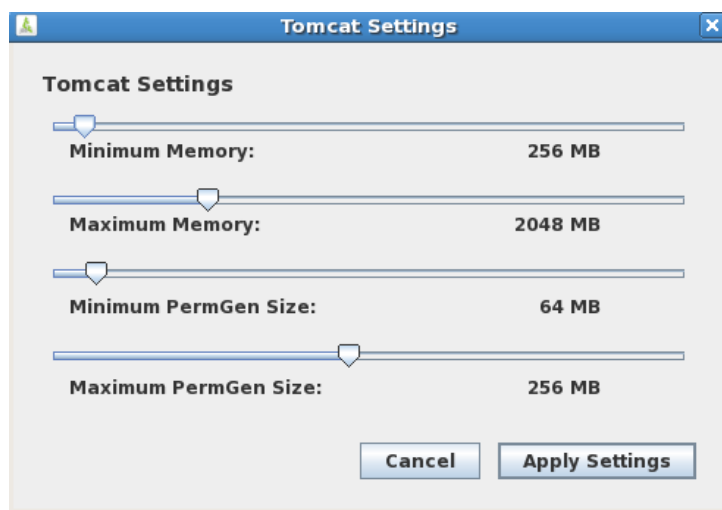 Tomcat Settings
Tomcat Settings
Minimum Memory: 256 MB
Maximum Memory: 2048 MB
Minimum PermGen Size: 64 MB
Maximum PermGen Size: 256 MB
Cancel Apply Settings